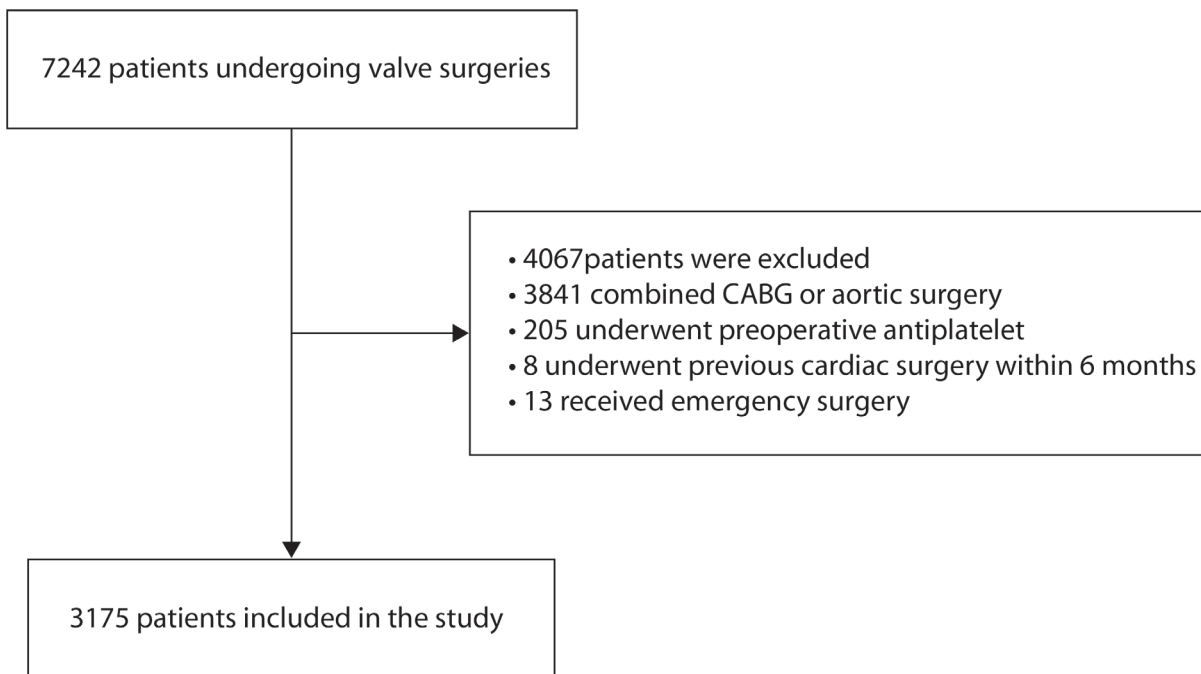 7242 patients undergoing valve surgeries
• 4067patients were excluded
• 3841 combined CABG or aortic surgery
• 205 underwent preoperative antiplatelet
• 8 underwent previous cardiac surgery within 6 months
• 13 received emergency surgery
3175 patients included in the study